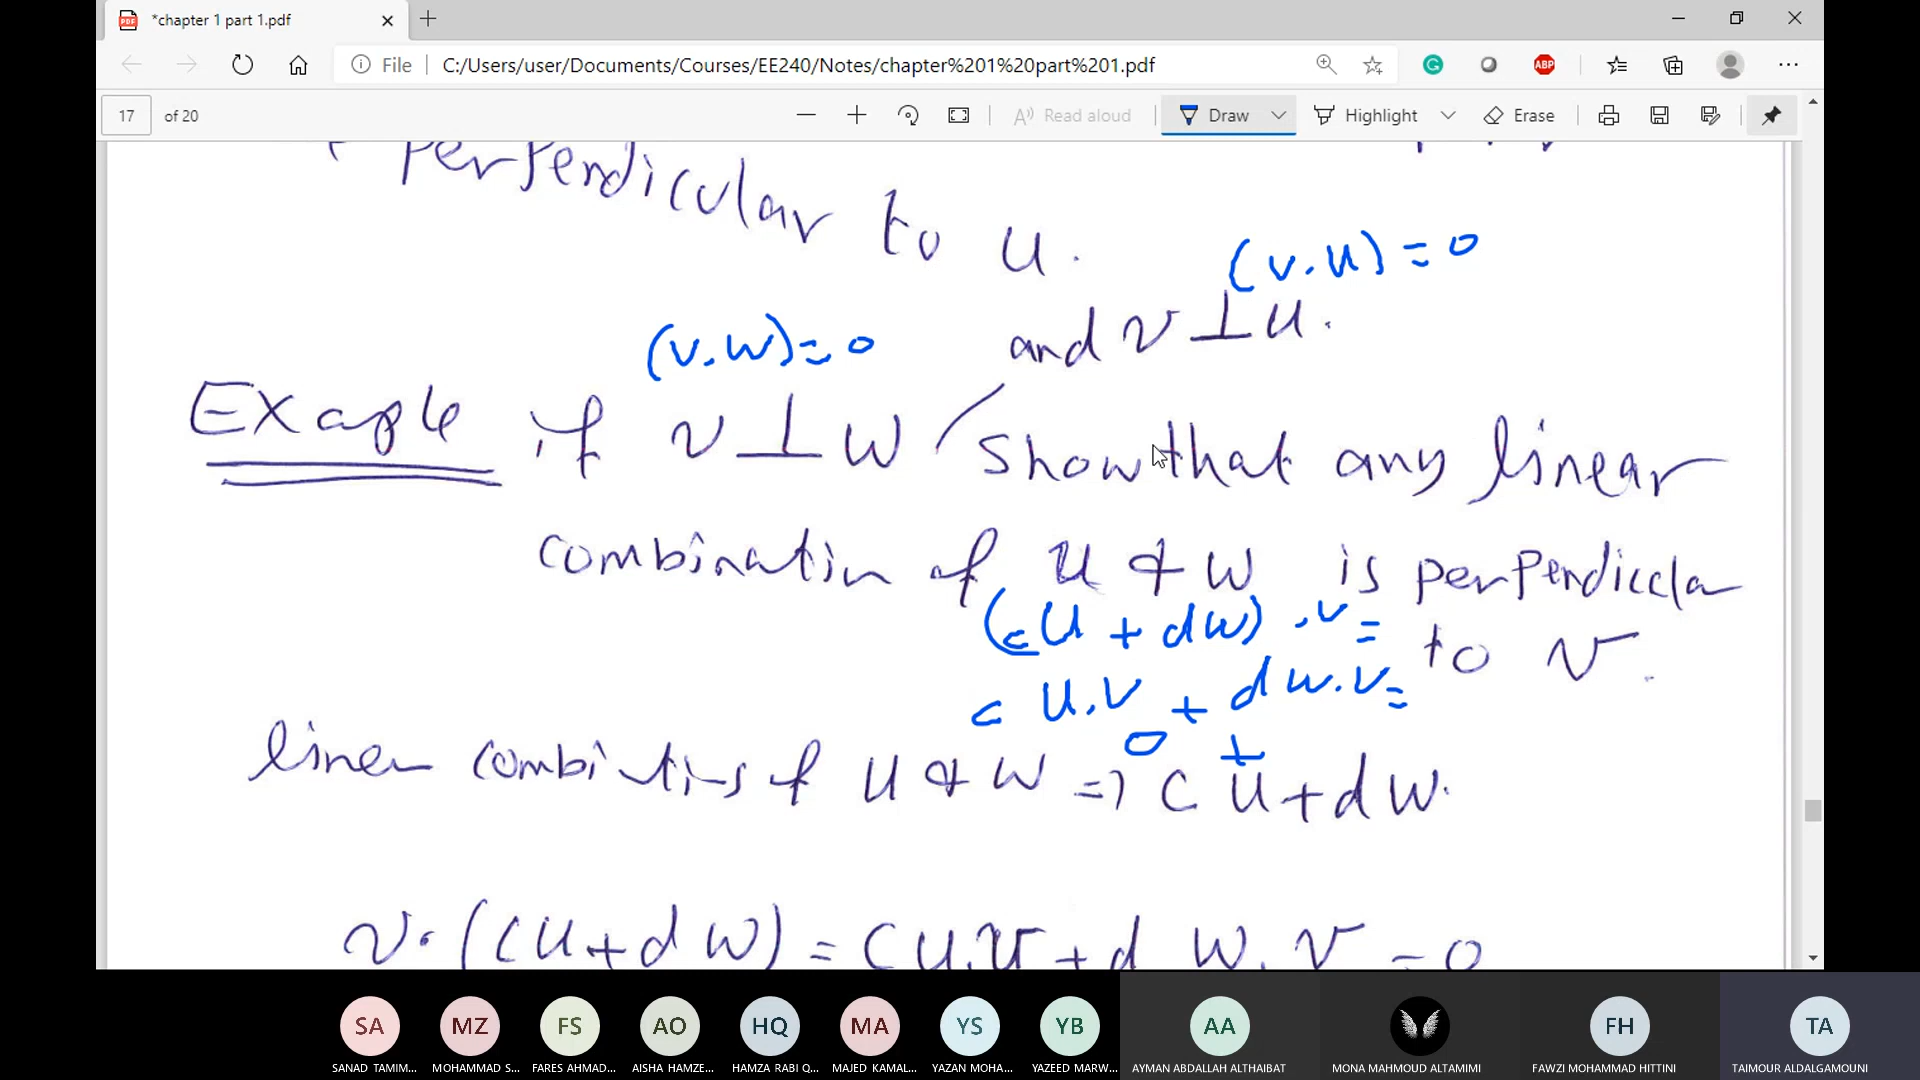 *chapter 1 part 1.pdf
File C:/Users/user/Documents/Courses/EE240/Notes/chapter%201%20part%201.pdf
ABP
17 of 20 Read aloud Draw Highlight Erase
perpendicular to u.
(v.u) = 0
(v.w) = 0 and v ⊥ u.
Example if v ⊥ w / show that any linear
combination of u & w is perpendicular
(cu + dw) .v =
to v.
c u.v + d w.v =
0 +
linear combinations of u & w => c u + d w.
v. (cu + d w) = c u.v + d w. v = 0
SA MZ FS AO HQ MA YS YB AA FH TA
SANAD TAMIM... MOHAMMAD S... FARES AHMAD... AISHA HAMZE... HAMZA RABI Q... MAJED KAMAL... YAZAN MOHA... YAZEED MARW... AYMAN ABDALLAH ALTHAIBAT MONA MAHMOUD ALTAMIMI FAWZI MOHAMMAD HITTINI TAIMOUR ALDALGAMOUNI